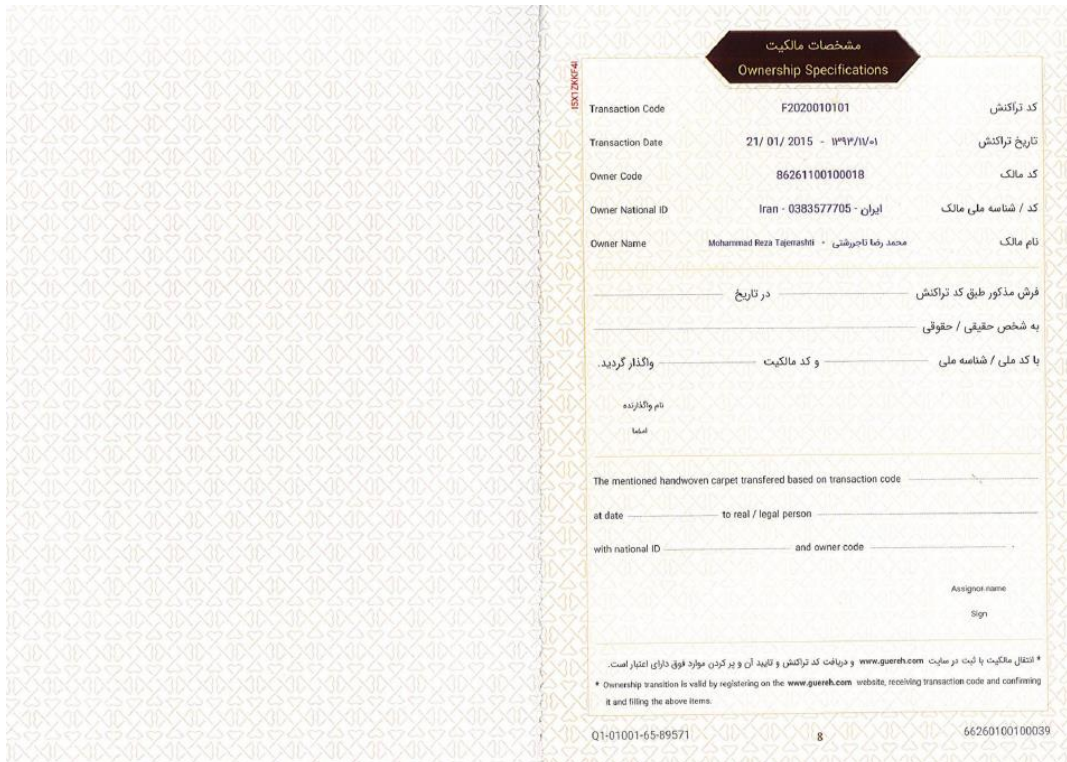 مشخصات مالکیت
Ownership Specifications
ISX1ZKKF4I
Transaction Code F2020010101 کد تراکنش
Transaction Date 21/ 01/ 2015 - ۱۳۹۳/۱۱/۰۱ تاریخ تراکنش
Owner Code 86261100100018 کد مالک
Owner National ID Iran - 0383577705 - ایران کد / شناسه ملی مالک
Owner Name Mohammad Reza Tajerrashti - محمد رضا تاجررشتی نام مالک
فرش مذکور طبق کد تراکنش در تاریخ
به شخص حقیقی / حقوقی
با کد ملی / شناسه ملی و کد مالکیت واگذار گردید.
نام واگذارنده
امضا
The mentioned handwoven carpet transfered based on transaction code
at date to real / legal person
with national ID and owner code .
Assignor name
Sign
* انتقال مالکیت با ثبت در سایت www.guereh.com و دریافت کد تراکنش و تایید آن و پر کردن موارد فوق دارای اعتبار است.
* Ownership transition is valid by registering on the www.guereh.com website, receiving transaction code and confirming
it and filling the above items.
Q1-01001-65-89571 8 66260100100039